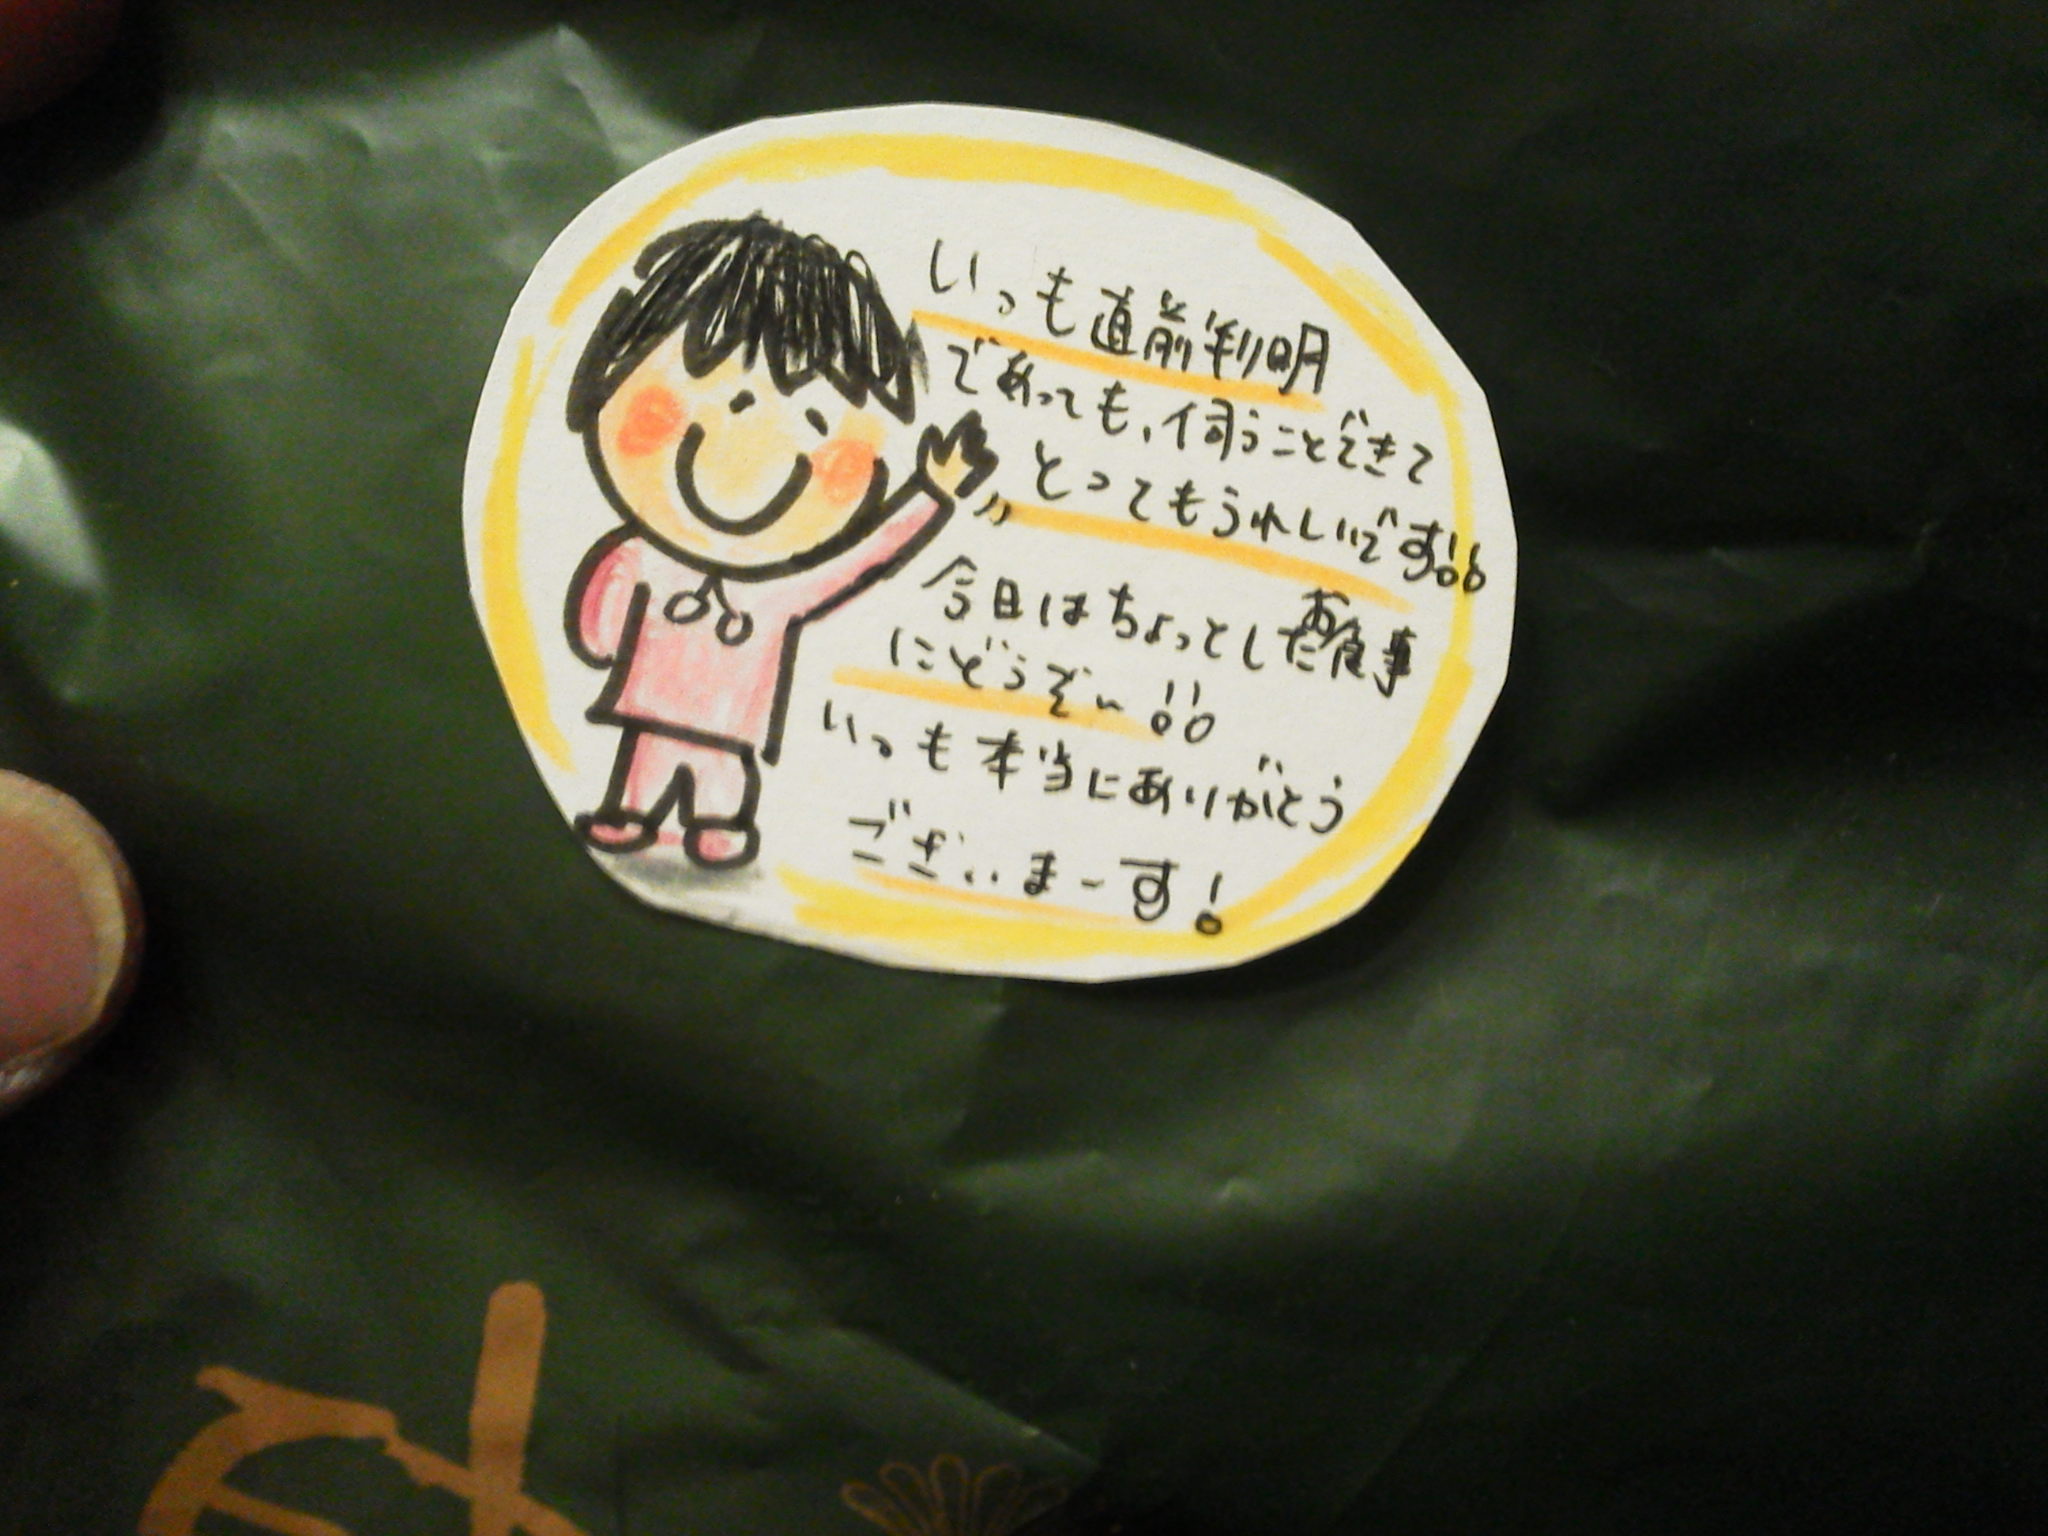 いつも直前判明
であっても、伺うことできて
とってもうれしいです!!
今日はちょっとしたお食事
にどうぞ〜!!
いつも本当にありがとう
ございまーす!